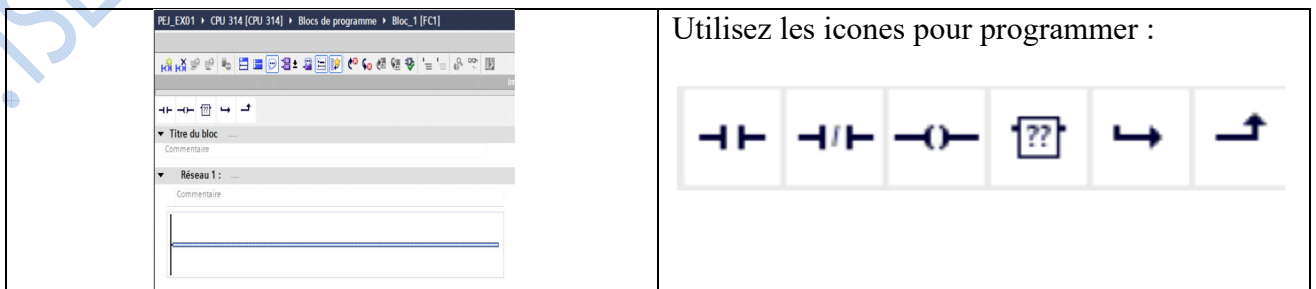 PEJ_EX01 ▸ CPU 314 [CPU 314] ▸ Blocs de programme ▸ Bloc_1 [FC1]
Titre du bloc ....
Commentaire
Réseau 1 : ....
Commentaire
Utilisez les icones pour programmer :
??